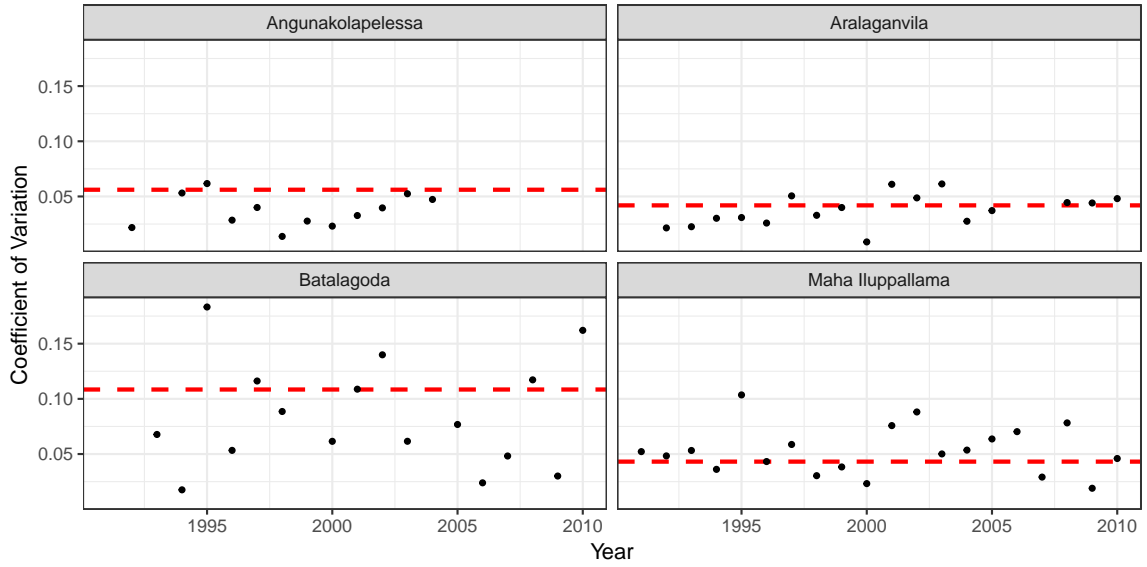 Angunakolapelessa
Aralaganvila
0.15
0.10
0.05
Batalagoda
Maha Iluppallama
0.15
0.10
0.05
1995
2000
2005
2010
1995
2000
2005
2010
Year
Coefficient of Variation